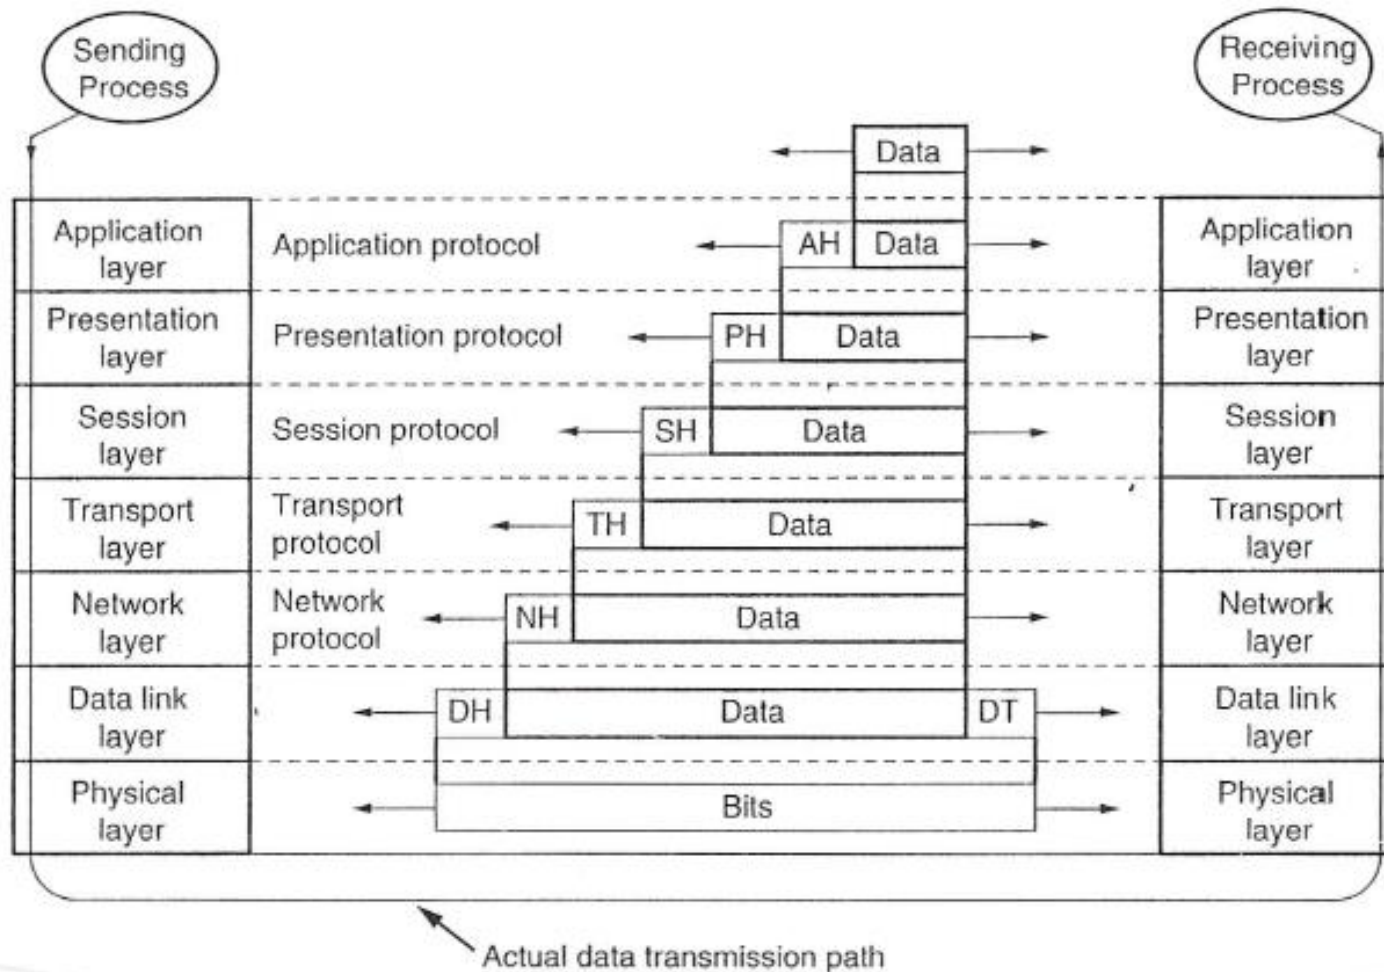 Sending
Process
Receiving
Process
Data
Application
layer
Application protocol
AH
Data
Application
layer
Presentation
layer
Presentation protocol
PH
Data
Presentation
layer
Session
layer
Session protocol
SH
Data
Session
layer
Transport
layer
Transport
protocol
TH
Data
Transport
layer
Network
layer
Network
protocol
NH
Data
Network
layer
Data link
layer
DH
Data
DT
Data link
layer
Physical
layer
Bits
Physical
layer
Actual data transmission path